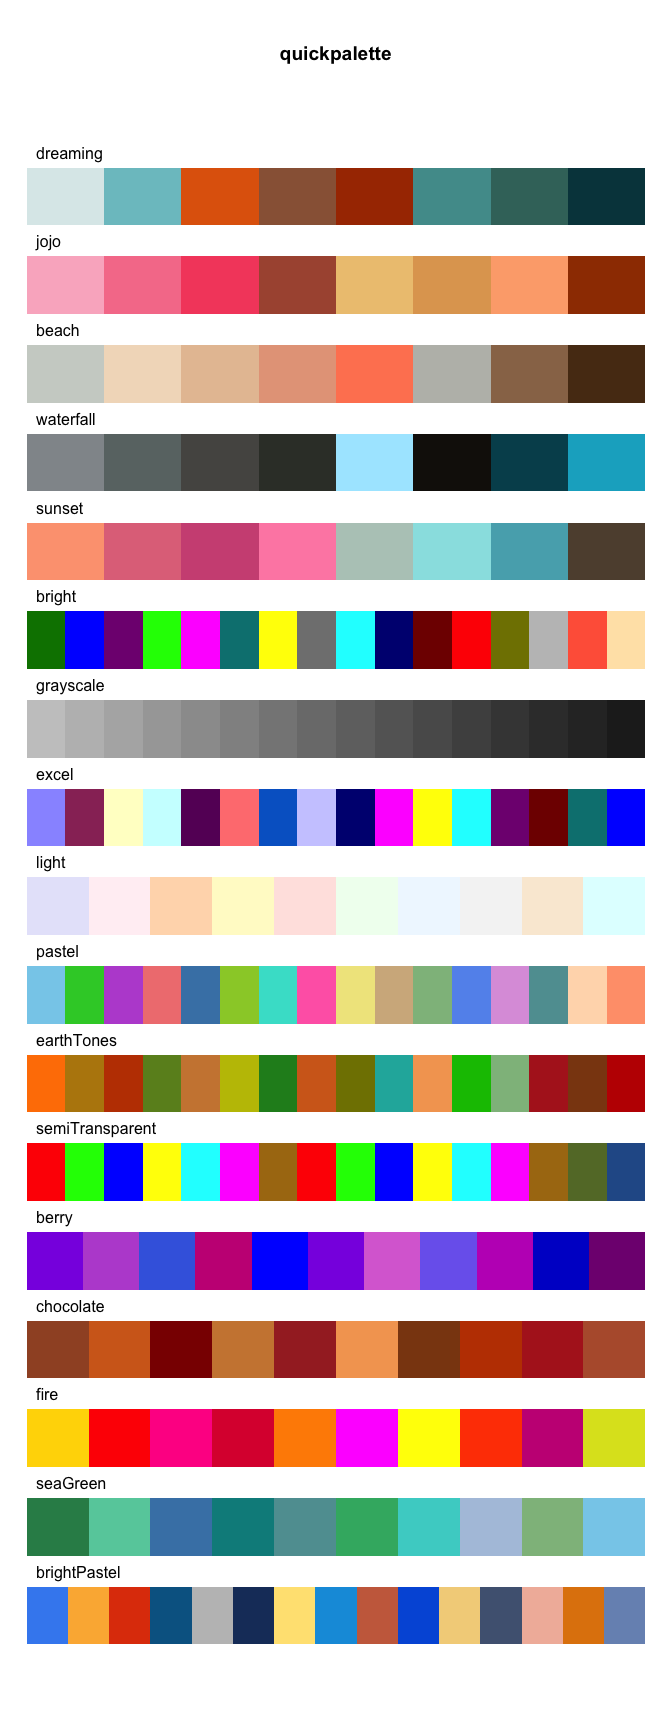 quickpalette
dreaming
jojo
beach
waterfall
sunset
bright
grayscale
excel
light
pastel
earthTones
semiTransparent
berry
chocolate
fire
seaGreen
brightPastel